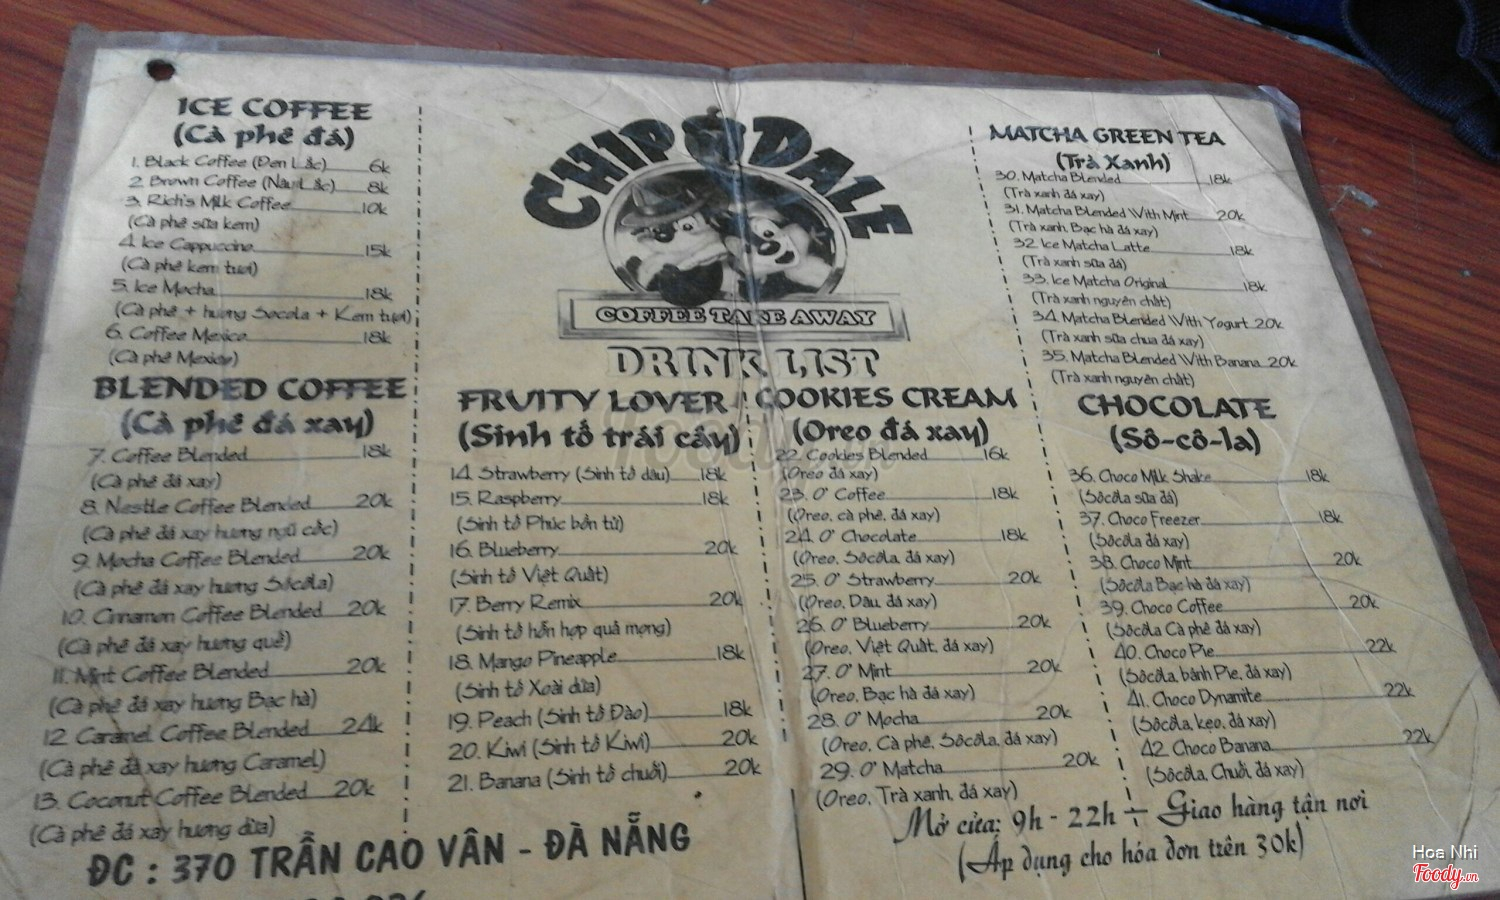 ICE COFFEE
(Cà phê đá)
1. Black Coffee (Đen Lắc) 6k
2. Brown Coffee (Nâu Lắc) 8k
3. Rich's Milk Coffee 10k
(Cà phê sữa kem)
4. Ice Cappuccino 15k
(Cà phê kem tươi)
5. Ice Mocha 18k
(Cà phê + hương Socola + Kem tươi)
6. Coffee Mexico 18k
(Cà phê Mexico)
BLENDED COFFEE
(Cà phê đá xay)
7. Coffee Blended 18k
(Cà phê đá xay)
8. Nestle Coffee Blended 20k
(Cà phê đá xay hương ngũ cốc)
9. Mocha Coffee Blended 20k
(Cà phê đá xay hương Sôcôla)
10. Cinnamon Coffee Blended 20k
(Cà phê đá xay hương quế)
11. Mint Coffee Blended 20k
(Cà phê đá xay hương Bạc hà)
12. Caramel Coffee Blended 24k
(Cà phê đá xay hương Caramel)
13. Coconut Coffee Blended 20k
(Cà phê đá xay hương dừa)
CHIP DALE
COFFEE TAKE AWAY
DRINK LIST
FRUITY LOVER
(Sinh tố trái cây)
14. Strawberry (Sinh tố dâu) 18k
15. Raspberry 18k
(Sinh tố Phúc bồn tử)
16. Blueberry 20k
(Sinh tố Việt Quất)
17. Berry Remix 20k
(Sinh tố hỗn hợp quả mọng)
18. Mango Pineapple 18k
(Sinh tố Xoài dứa)
19. Peach (Sinh tố Đào) 18k
20. Kiwi (Sinh tố Kiwi) 20k
21. Banana (Sinh tố chuối) 20k
COOKIES CREAM
(Oreo đá xay)
22. Cookies Blended 16k
(Oreo đá xay)
23. O' Coffee 18k
(Oreo, cà phê, đá xay)
24. O' Chocolate 18k
(Oreo, Sôcôla, đá xay)
25. O' Strawberry 20k
(Oreo, Dâu, đá xay)
26. O' Blueberry 20k
(Oreo, Việt Quất, đá xay)
27. O' Mint 20k
(Oreo, Bạc hà đá xay)
28. O' Mocha 20k
(Oreo, Cà phê, Sôcôla, đá xay)
29. O' Matcha 20k
(Oreo, Trà xanh, đá xay)
MATCHA GREEN TEA
(Trà Xanh)
30. Matcha Blended 18k
(Trà xanh đá xay)
31. Matcha Blended With Mint 20k
(Trà xanh, Bạc hà đá xay)
32. Ice Matcha Latte 18k
(Trà xanh sữa đá)
33. Ice Matcha Original 18k
(Trà xanh nguyên chất)
34. Matcha Blended With Yogurt 20k
(Trà xanh sữa chua đá xay)
35. Matcha Blended With Banana 20k
(Trà xanh nguyên chất)
CHOCOLATE
(Sô-cô-la)
36. Choco Milk Shake 18k
(Sôcôla sữa đá)
37. Choco Freezer 18k
(Sôcôla đá xay)
38. Choco Mint 20k
(Sôcôla Bạc hà đá xay)
39. Choco Coffee 20k
(Sôcôla Cà phê đá xay)
40. Choco Pie 22k
(Sôcôla, bánh Pie, đá xay)
41. Choco Dynamite 22k
(Sôcôla, kẹo, đá xay)
42. Choco Banana 22k
(Sôcôla, Chuối, đá xay)
Mở cửa: 9h - 22h - Giao hàng tận nơi
(Áp dụng cho hóa đơn trên 30k)
ĐC : 370 TRẦN CAO VÂN - ĐÀ NẴNG
Hoa Nhi
Foody.vn